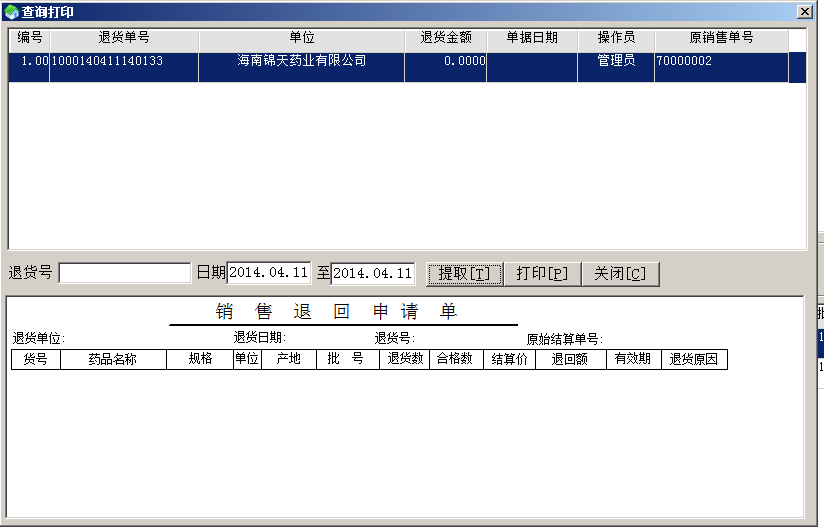 查询打印
编号 退货单号 单位 退货金额 单据日期 操作员 原销售单号
1.00 1000140411140133 海南锦天药业有限公司 0.0000 管理员 70000002
退货号 日期 2014.04.11 至 2014.04.11 提取[T] 打印[P] 关闭[C]
销 售 退 回 申 请 单
退货单位: 退货日期: 退货号: 原始结算单号:
货号 药品名称 规格 单位 产地 批 号 退货数 合格数 结算价 退回额 有效期 退货原因